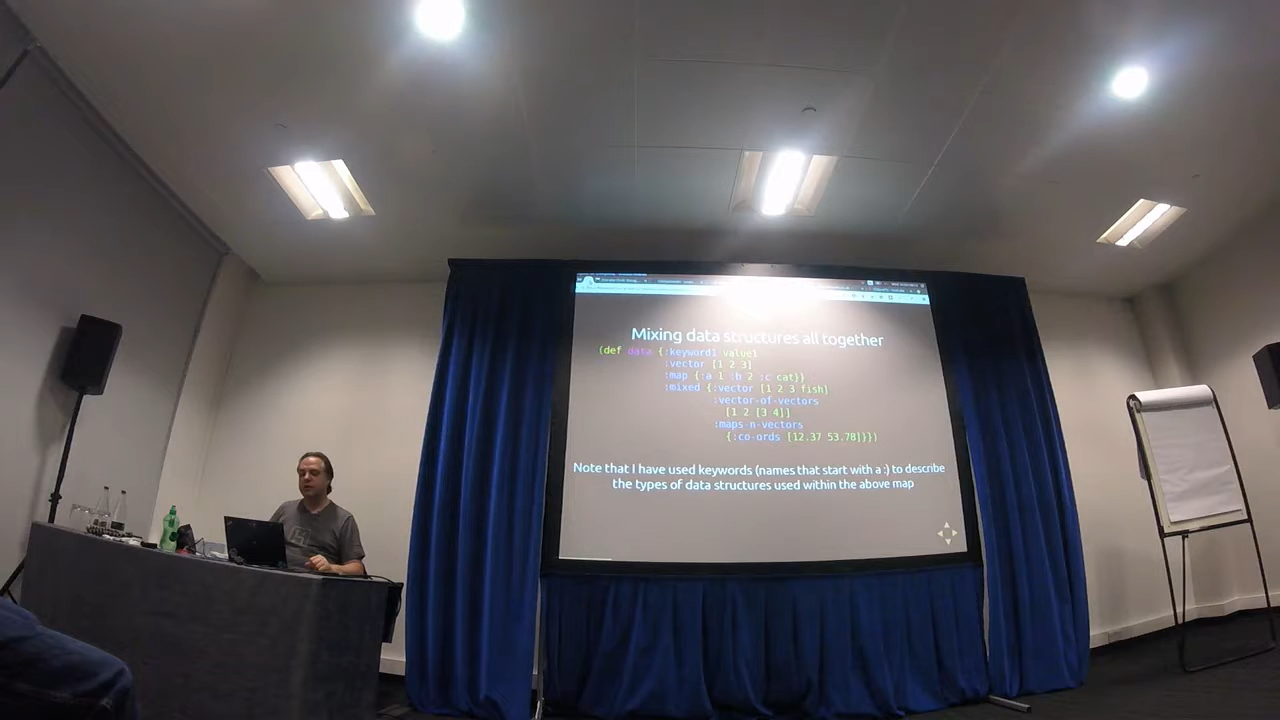 Mixing data structures all together
(def data {:keyword1 value1
:vector [1 2 3]
:map {:a 1 :b 2 :c cat}}
:mixed {:vector [1 2 3 fish]
:vector-of-vectors
[1 2 [3 4]]
:maps-n-vectors
{:co-ords [12.37 53.78]}})
Note that I have used keywords (names that start with a :) to describe
the types of data structures used within the above map